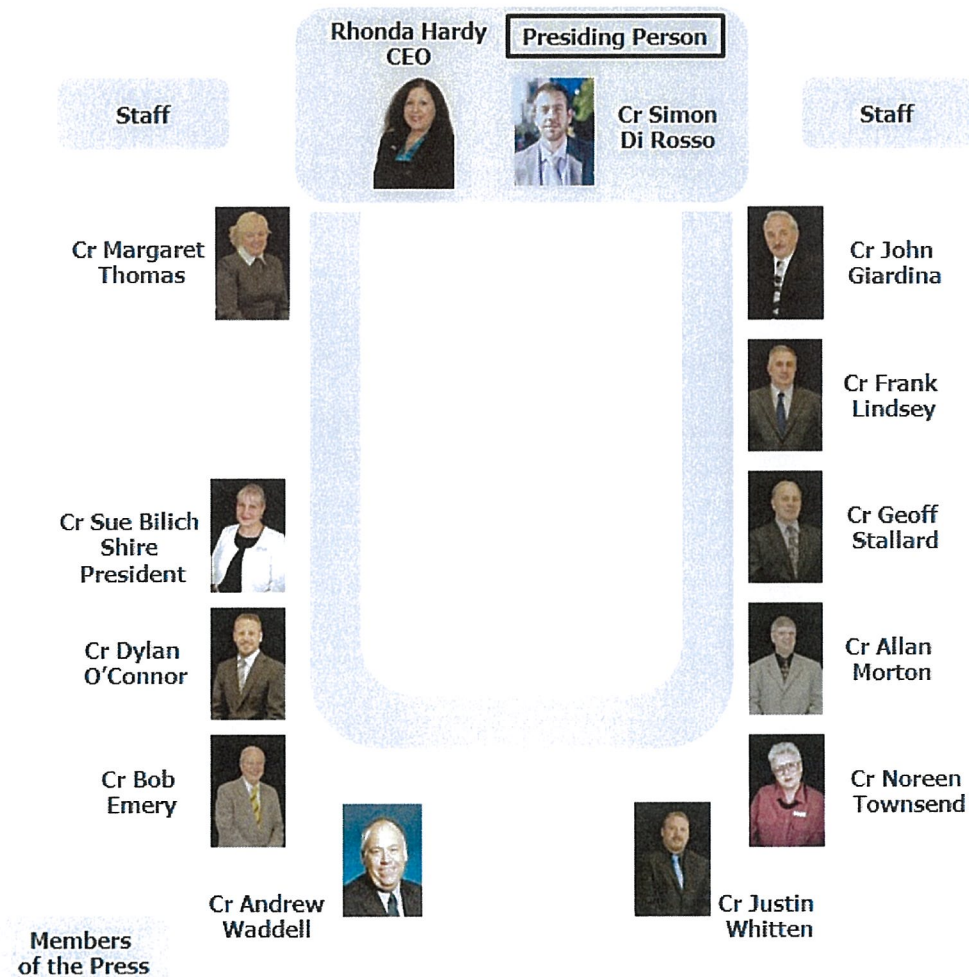 Rhonda Hardy
CEO
Presiding Person
Staff
Cr Simon
Di Rosso
Staff
Cr Margaret
Thomas
Cr John
Giardina
Cr Frank
Lindsey
Cr Sue Bilich
Shire
President
Cr Geoff
Stallard
Cr Dylan
O'Connor
Cr Allan
Morton
Cr Bob
Emery
Cr Noreen
Townsend
Cr Andrew
Waddell
Cr Justin
Whitten
Members
of the Press